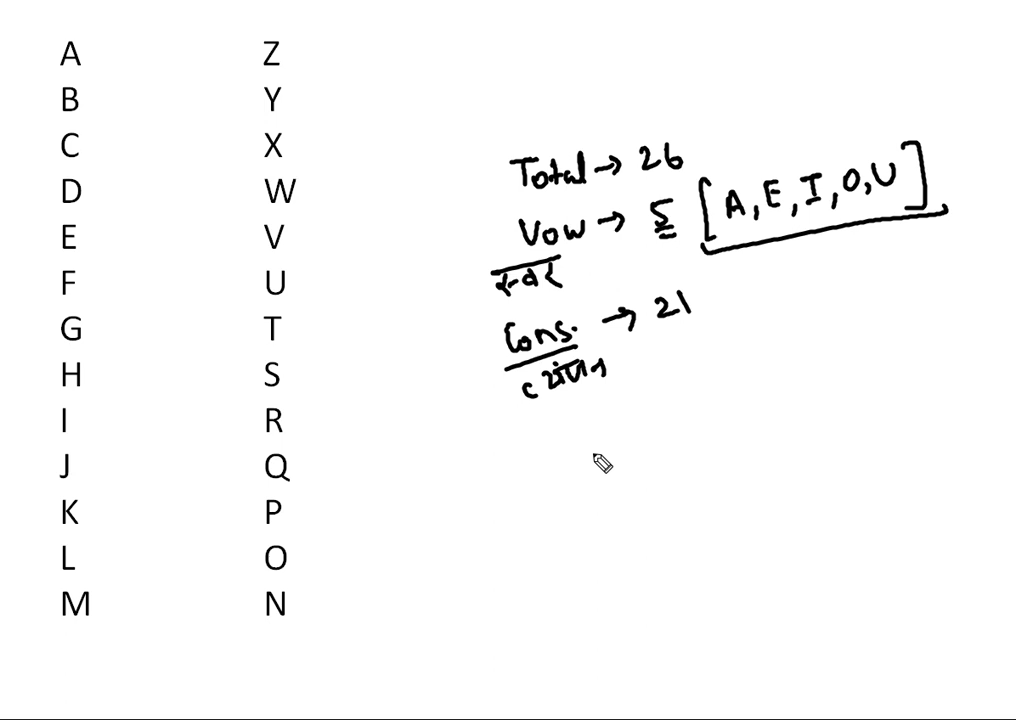 A Z
B Y
C X
D W
E V
F U
G T
H S
I R
J Q
K P
L O
M N
Total → 26
Vow → 5 [A, E, I, O, U]
Cons. → 21